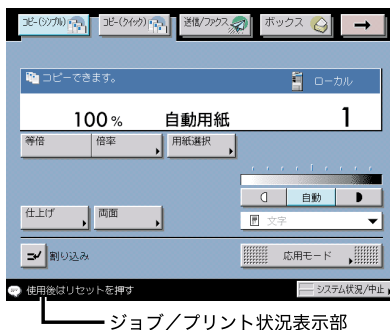 コピー(シンプル)
コピー(クイック)
送信/ファクス
ボックス
コピーできます。
ローカル
100%
自動用紙
1
等倍
倍率
用紙選択
自動
仕上げ
両面
文字
割り込み
応用モード
使用後はリセットを押す
システム状況/中止
ジョブ／プリント状況表示部